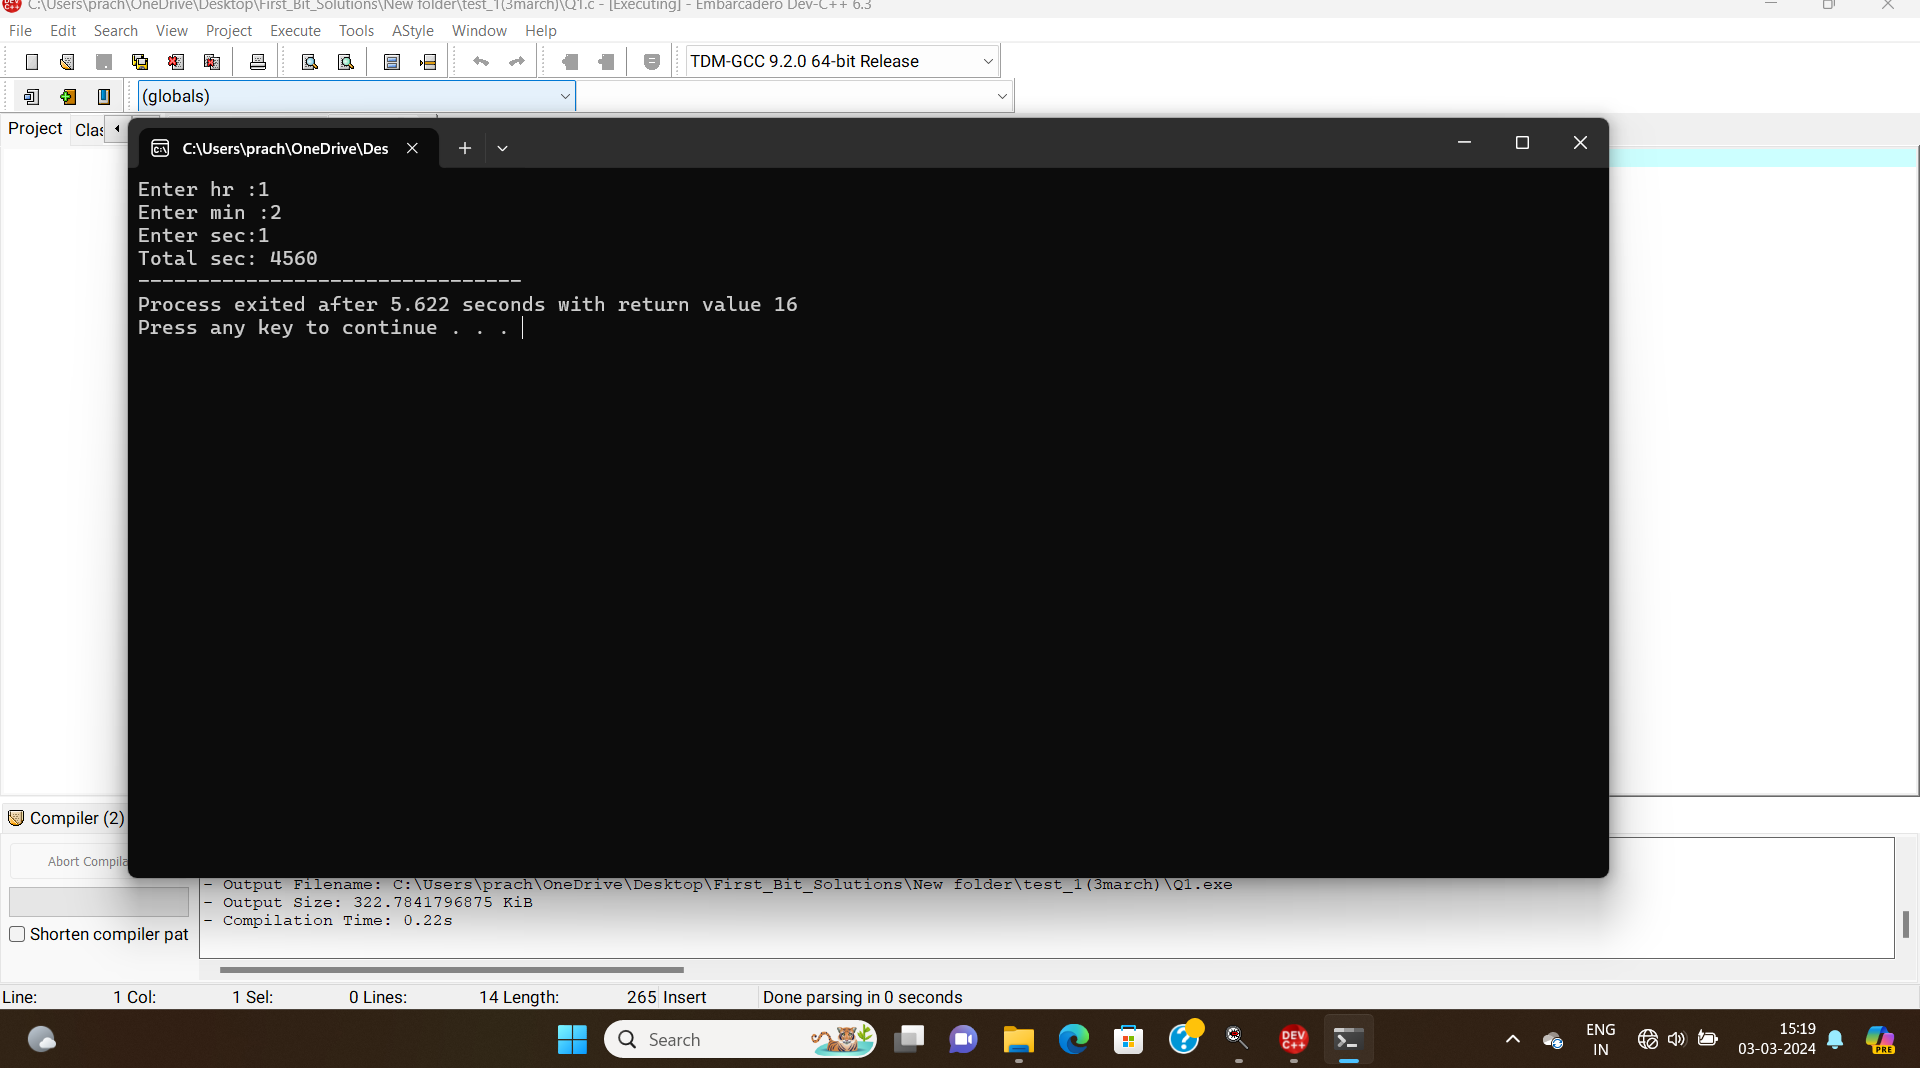 C:\Users\prach\OneDrive\Desktop\First_Bit_Solutions\New folder\test_1(3march)\Q1.c - [Executing] - Embarcadero Dev-C++ 6.3
File Edit Search View Project Execute Tools AStyle Window Help
TDM-GCC 9.2.0 64-bit Release
(globals)
Project Clas
C:\Users\prach\OneDrive\Des
Enter hr :1
Enter min :2
Enter sec:1
Total sec: 4560
--------------------------------
Process exited after 5.622 seconds with return value 16
Press any key to continue . . .
Compiler (2)
Abort Compila
- Output Filename: C:\Users\prach\OneDrive\Desktop\First_Bit_Solutions\New folder\test_1(3march)\Q1.exe
- Output Size: 322.7841796875 KiB
- Compilation Time: 0.22s
Shorten compiler pat
Line: 1 Col: 1 Sel: 0 Lines: 14 Length: 265 Insert Done parsing in 0 seconds
Search
DEV C++
ENG
IN
15:19
03-03-2024
PRE